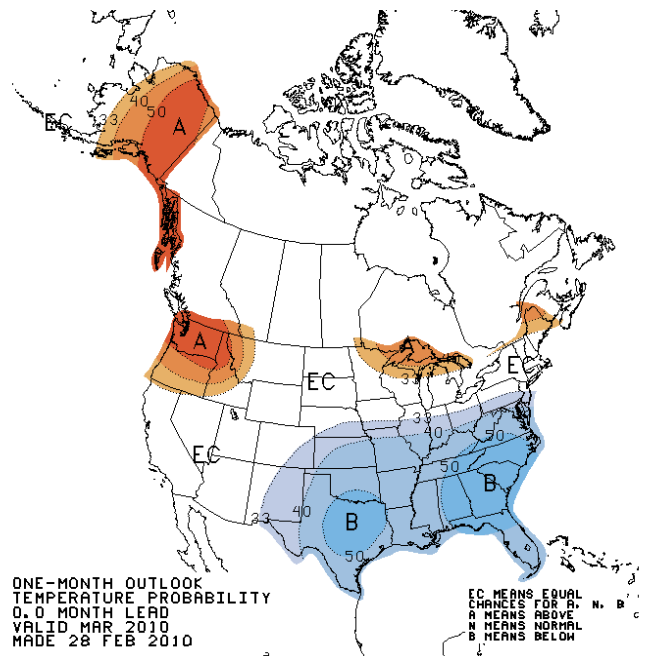 EC
40
33
50
A
A
A
33
EC
EC
33
40
50
EC
50
B
40
33
B
50
ONE-MONTH OUTLOOK
TEMPERATURE PROBABILITY
0.0 MONTH LEAD
VALID MAR 2010
MADE 28 FEB 2010
EC MEANS EQUAL
CHANCES FOR A, N, B
A MEANS ABOVE
N MEANS NORMAL
B MEANS BELOW